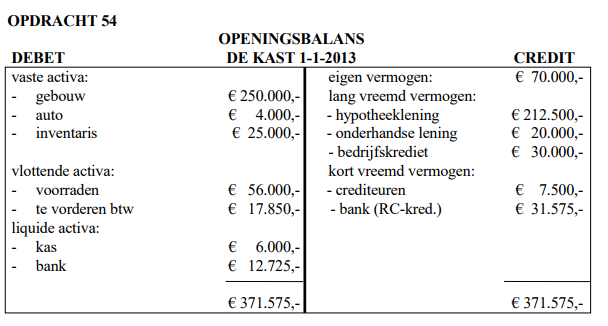 OPDRACHT 54
OPENINGSBALANS
DEBET DE KAST 1-1-2013 CREDIT
vaste activa: eigen vermogen: € 70.000,-
- gebouw € 250.000,- lang vreemd vermogen:
- auto € 4.000,- - hypotheeklening € 212.500,-
- inventaris € 25.000,- - onderhandse lening € 20.000,-
- bedrijfskrediet € 30.000,-
vlottende activa: kort vreemd vermogen:
- voorraden € 56.000,- - crediteuren € 7.500,-
- te vorderen btw € 17.850,- - bank (RC-kred.) € 31.575,-
liquide activa:
- kas € 6.000,-
- bank € 12.725,-
€ 371.575,- € 371.575,-